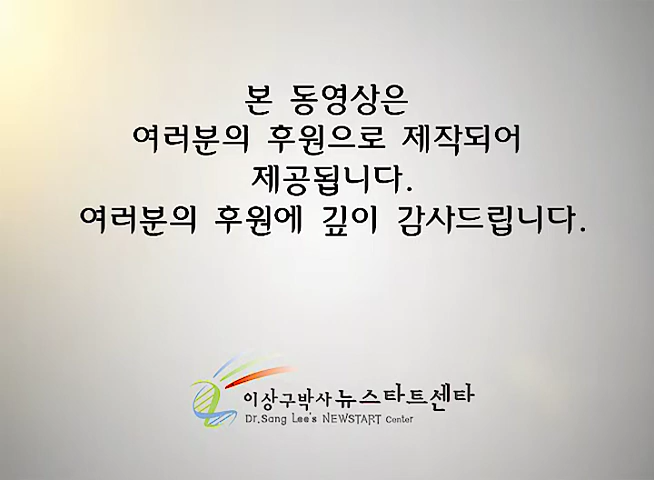 본 동영상은
여러분의 후원으로 제작되어
제공됩니다.
여러분의 후원에 깊이 감사드립니다.
이상구박사 뉴스타트센타
Dr.Sang Lee's NEWSTART Center